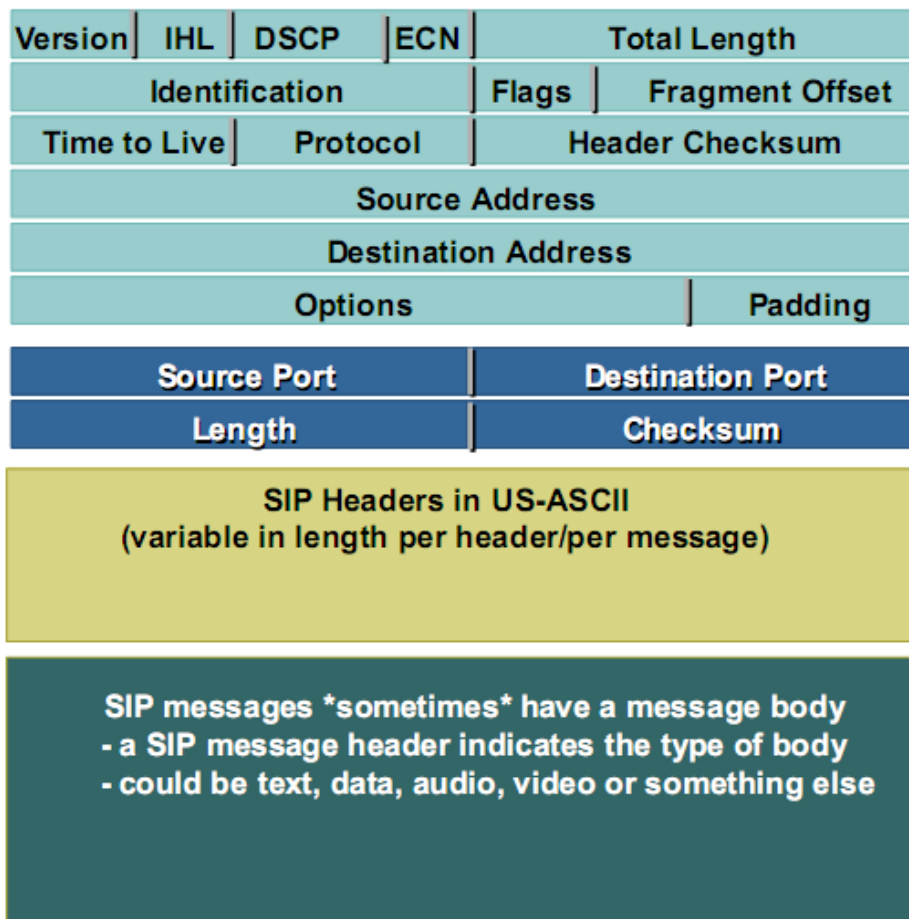 Version IHL DSCP ECN Total Length
Identification Flags Fragment Offset
Time to Live Protocol Header Checksum
Source Address
Destination Address
Options Padding
Source Port Destination Port
Length Checksum
SIP Headers in US-ASCII
(variable in length per header/per message)
SIP messages *sometimes* have a message body
- a SIP message header indicates the type of body
- could be text, data, audio, video or something else